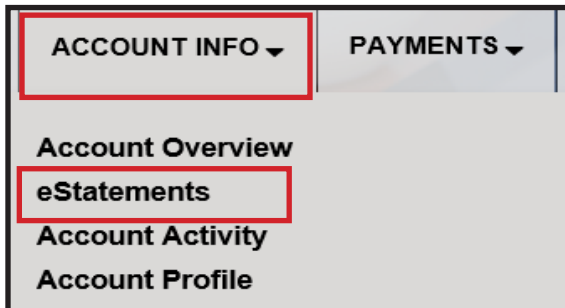 ACCOUNT INFO PAYMENTS
Account Overview
eStatements
Account Activity
Account Profile